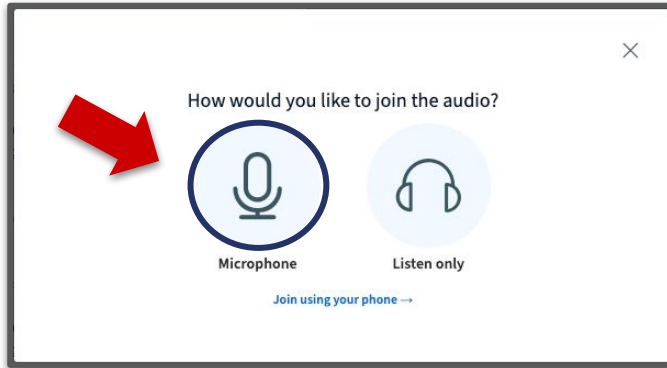 How would you like to join the audio?
Microphone
Listen only
Join using your phone →